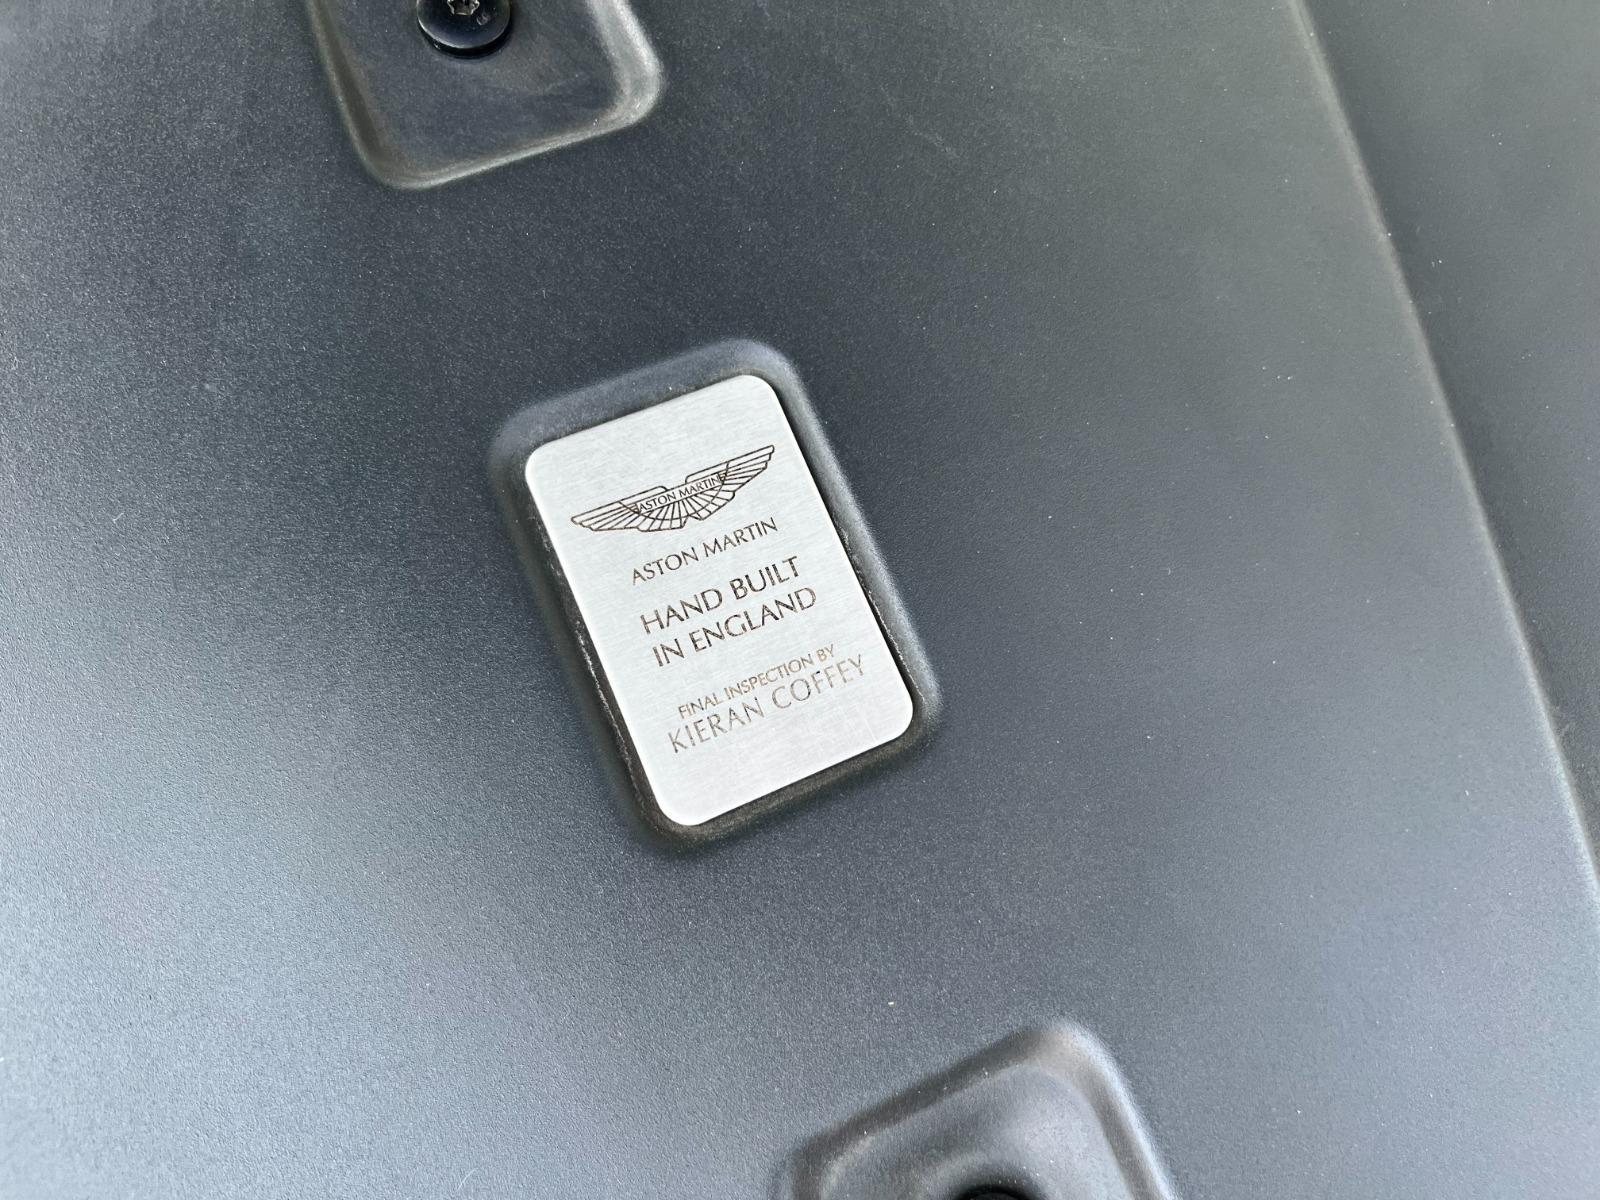 ASTON MARTIN
ASTON MARTIN
HAND BUILT
IN ENGLAND
FINAL INSPECTION BY
KIERAN COFFEY